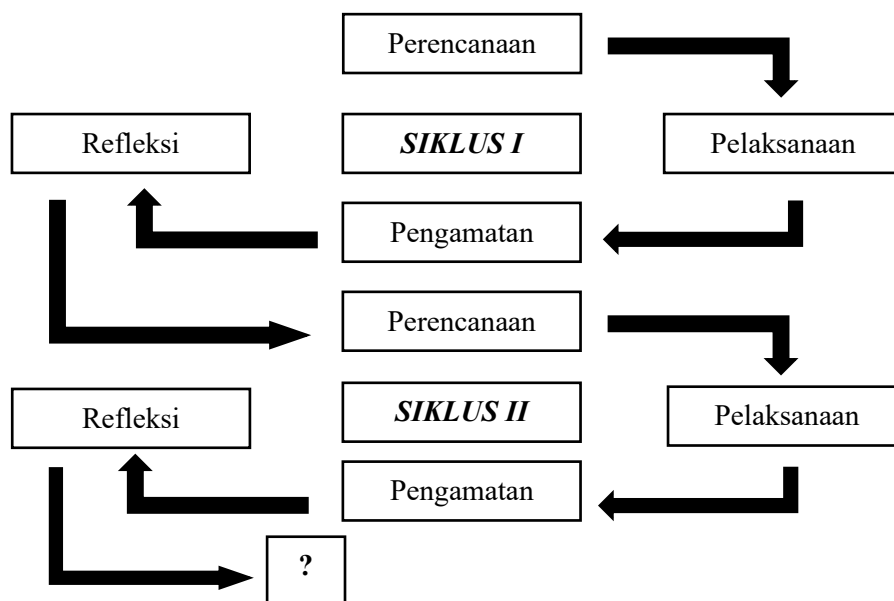 Perencanaan
Refleksi
SIKLUS I
Pelaksanaan
Pengamatan
Perencanaan
Refleksi
SIKLUS II
Pelaksanaan
Pengamatan
?